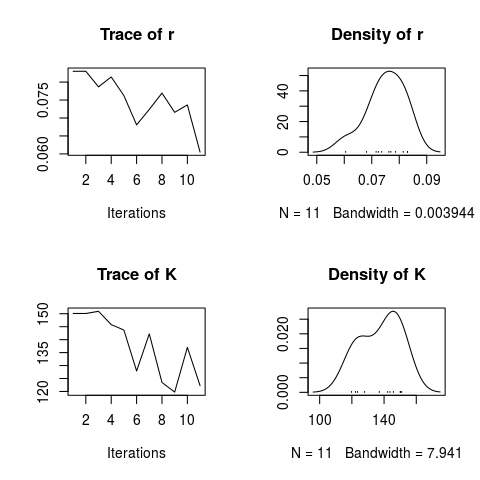 Trace of r
0.060 0.075
2 4 6 8 10
Iterations
Density of r
0 20 40
0.05 0.07 0.09
N = 11 Bandwidth = 0.003944
Trace of K
120 135 150
2 4 6 8 10
Iterations
Density of K
0.000 0.020
100 140
N = 11 Bandwidth = 7.941